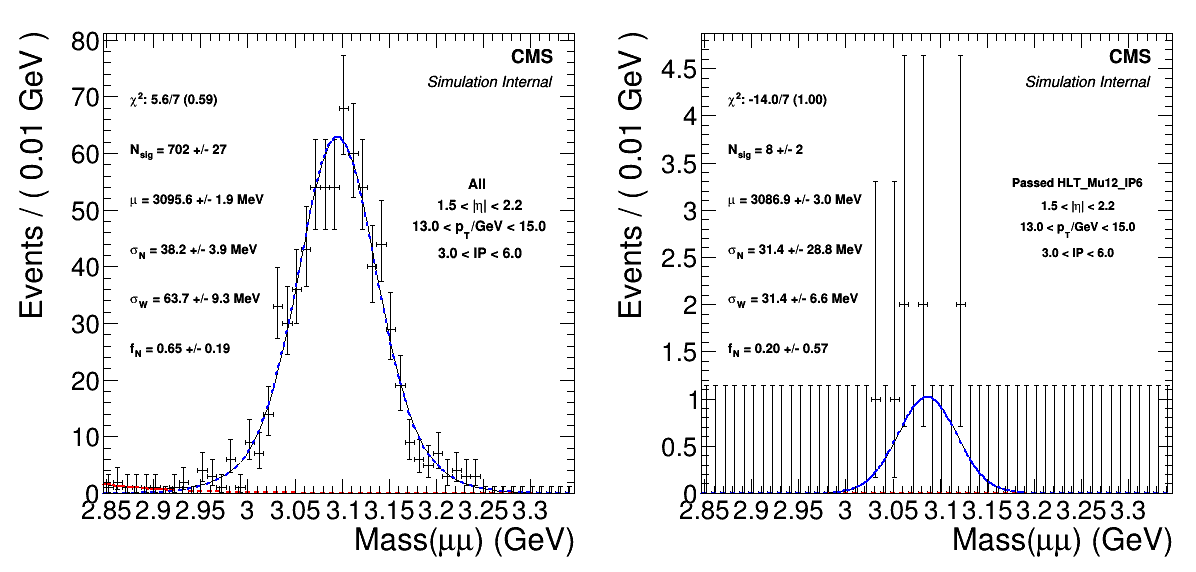 CMS
Simulation Internal
χ²: 5.6/7 (0.59)
N_sig = 702 +/- 27
μ = 3095.6 +/- 1.9 MeV
σ_N = 38.2 +/- 3.9 MeV
σ_W = 63.7 +/- 9.3 MeV
f_N = 0.65 +/- 0.19
All
1.5 < |η| < 2.2
13.0 < p_T/GeV < 15.0
3.0 < IP < 6.0
Events / ( 0.01 GeV )
80
70
60
50
40
30
20
10
0
2.85 2.9 2.95 3 3.05 3.1 3.15 3.2 3.25 3.3
Mass(μμ) (GeV)
CMS
Simulation Internal
χ²: -14.0/7 (1.00)
N_sig = 8 +/- 2
μ = 3086.9 +/- 3.0 MeV
σ_N = 31.4 +/- 28.8 MeV
σ_W = 31.4 +/- 6.6 MeV
f_N = 0.20 +/- 0.57
Passed HLT_Mu12_IP6
1.5 < |η| < 2.2
13.0 < p_T/GeV < 15.0
3.0 < IP < 6.0
Events / ( 0.01 GeV )
4.5
4
3.5
3
2.5
2
1.5
1
0.5
0
2.85 2.9 2.95 3 3.05 3.1 3.15 3.2 3.25 3.3
Mass(μμ) (GeV)